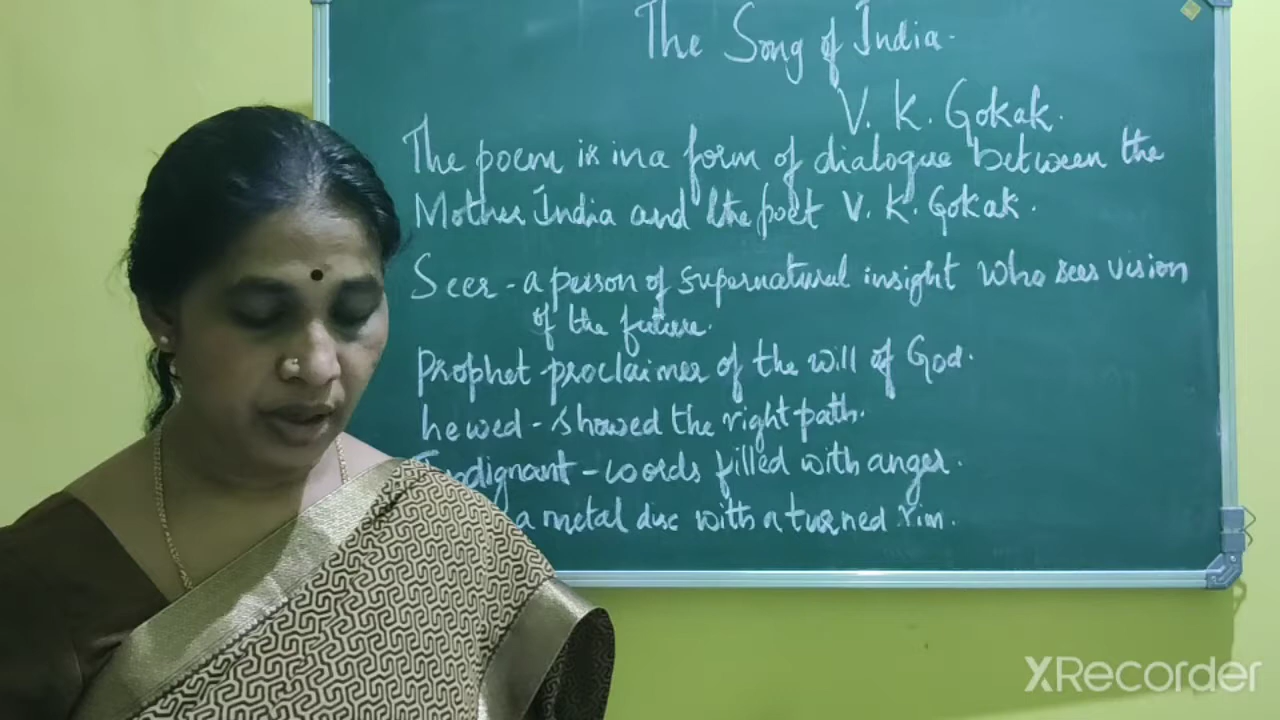 The Song of India.
V. K. Gokak.
The poem is in a form of dialogue between the
Mother India and the poet V. K. Gokak.
Seer - a person of supernatural insight who sees vision
of the future.
Prophet - proclaimer of the will of God.
hewed - showed the right path.
- words filled with anger.
a metal disc with a turned rim.
XRecorder